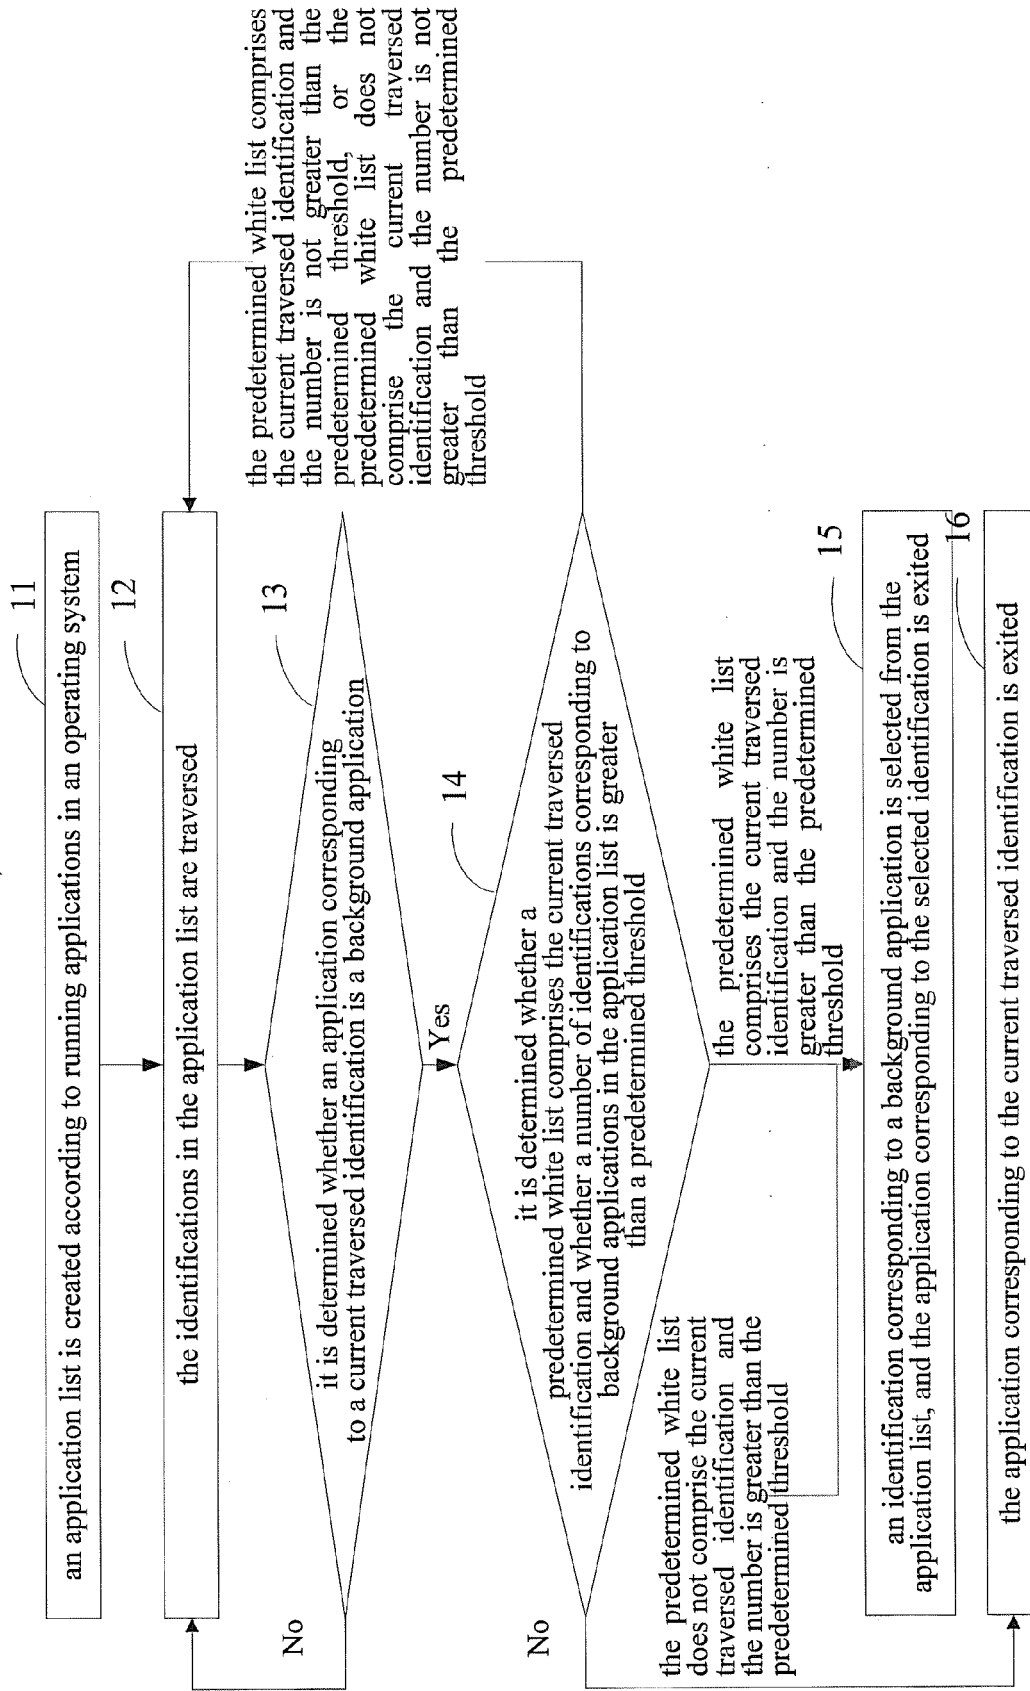 11
an application list is created according to running applications in an operating system
12
the identifications in the application list are traversed
13
it is determined whether an application corresponding
to a current traversed identification is a background application
No
Yes
14
it is determined whether a
predetermined white list comprises the current traversed
identification and whether a number of identifications corresponding to
background applications in the application list is greater
than a predetermined threshold
No
the predetermined white list comprises
the current traversed identification and
the number is not greater than the
predetermined threshold, or the
predetermined white list does not
comprise the current traversed
identification and the number is not
greater than the predetermined
threshold
the predetermined white list
does not comprise the current
traversed identification and
the number is greater than the
predetermined threshold
the predetermined white list
comprises the current traversed
identification and the number is
greater than the predetermined
threshold
15
an identification corresponding to a background application is selected from the
application list, and the application corresponding to the selected identification is exited
16
the application corresponding to the current traversed identification is exited